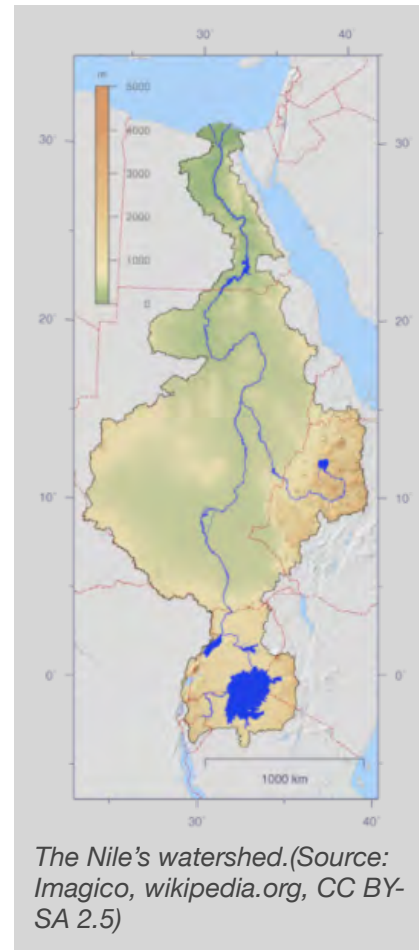 30° 40°
m
5000
4000
30° 3000 30°
2000
1000
0
20° 20°
10° 10°
0° 0°
1000 km
30° 40°
The Nile's watershed.(Source:
Imagico, wikipedia.org, CC BY-
SA 2.5)